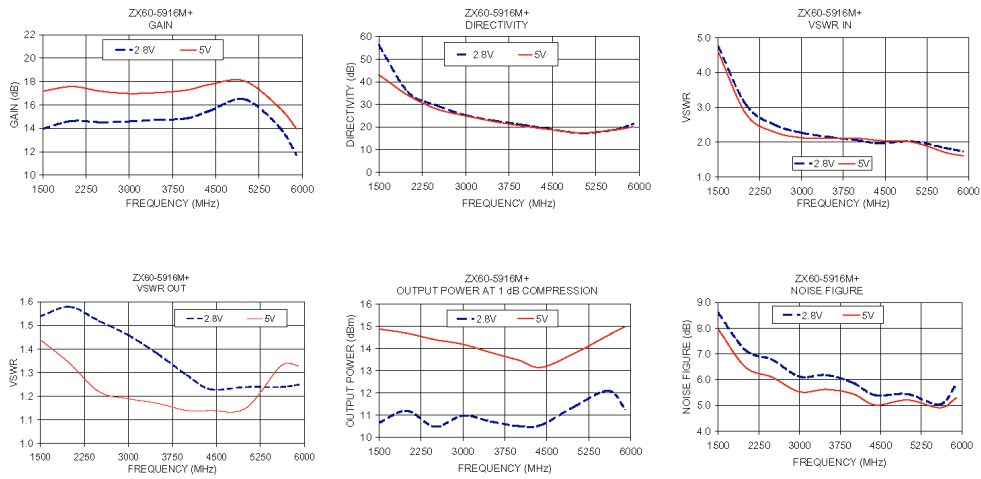 ZX60-5916M+
GAIN
2.8V 5V
GAIN (dB)
22
20
18
16
14
12
10
1500 2250 3000 3750 4500 5250 6000
FREQUENCY (MHz)
ZX60-5916M+
DIRECTIVITY
2.8V 5V
DIRECTIVITY (dB)
60
50
40
30
20
10
0
1500 2250 3000 3750 4500 5250 6000
FREQUENCY (MHz)
ZX60-5916M+
VSWR IN
VSWR
5.0
4.0
3.0
2.0
1.0
2.8V 5V
1500 2250 3000 3750 4500 5250 6000
FREQUENCY (MHz)
ZX60-5916M+
VSWR OUT
2.8V 5V
VSWR
1.6
1.5
1.4
1.3
1.2
1.1
1.0
1500 2250 3000 3750 4500 5250 6000
FREQUENCY (MHz)
ZX60-5916M+
OUTPUT POWER AT 1 dB COMPRESSION
2.8V 5V
OUTPUT POWER (dBm)
16
15
14
13
12
11
10
1500 2250 3000 3750 4500 5250 6000
FREQUENCY (MHz)
ZX60-5916M+
NOISE FIGURE
2.8V 5V
NOISE FIGURE (dB)
9.0
8.0
7.0
6.0
5.0
4.0
1500 2250 3000 3750 4500 5250 6000
FREQUENCY (MHz)